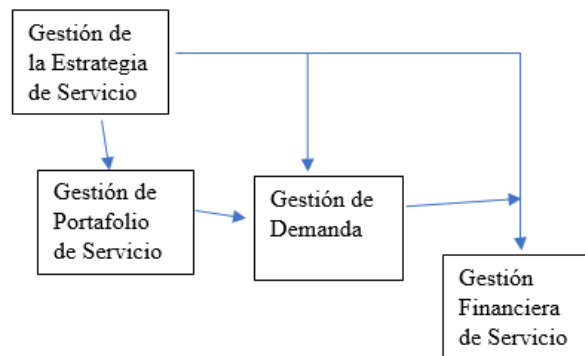 Gestión de
la Estrategia
de Servicio
Gestión de
Portafolio
de Servicio
Gestión de
Demanda
Gestión
Financiera
de Servicio